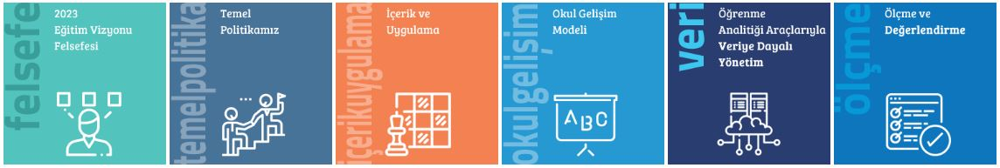 felsefe
2023
Eğitim Vizyonu
Felsefesi
temelpolitika
Temel
Politikamız
içerikuygulama
İçerik ve
Uygulama
okulgelişim
Okul Gelişim
Modeli
ABC
veri
Öğrenme
Analitiği Araçlarıyla
Veriye Dayalı
Yönetim
ölçme
Ölçme ve
Değerlendirme